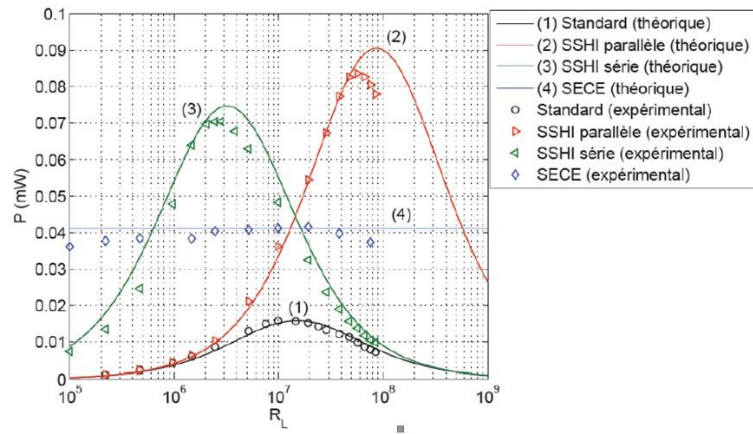 0.1
0.09
0.08
0.07
0.06
0.05
0.04
0.03
0.02
0.01
0
P (mW)
(2)
(3)
(4)
(1)
10^5
10^6
10^7
10^8
10^9
R_L
(1) Standard (théorique)
(2) SSHI parallèle (théorique)
(3) SSHI série (théorique)
(4) SECE (théorique)
Standard (expérimental)
SSHI parallèle (expérimental)
SSHI série (expérimental)
SECE (expérimental)